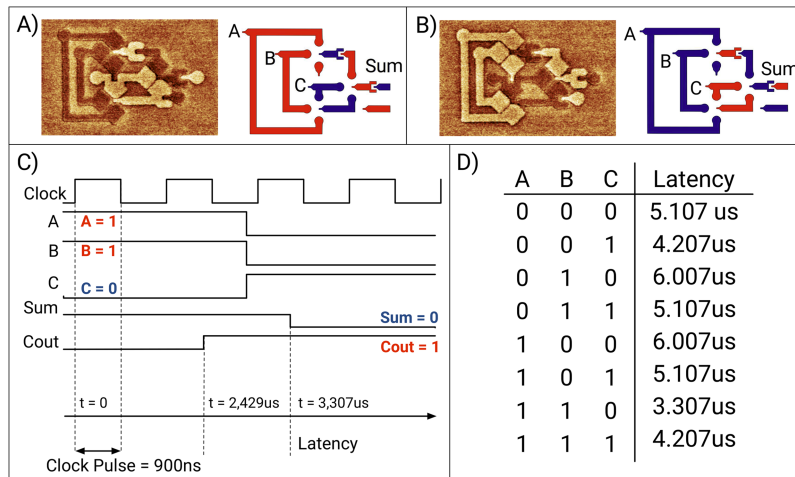 A)
A
B
C
Sum
B)
A
B
C
Sum
C)
Clock
A
A = 1
B
B = 1
C
C = 0
Sum
Sum = 0
Cout
Cout = 1
t = 0
t = 2,429us
t = 3,307us
Latency
Clock Pulse = 900ns
D)
A B C Latency
0 0 0 5.107 us
0 0 1 4.207us
0 1 0 6.007us
0 1 1 5.107us
1 0 0 6.007us
1 0 1 5.107us
1 1 0 3.307us
1 1 1 4.207us